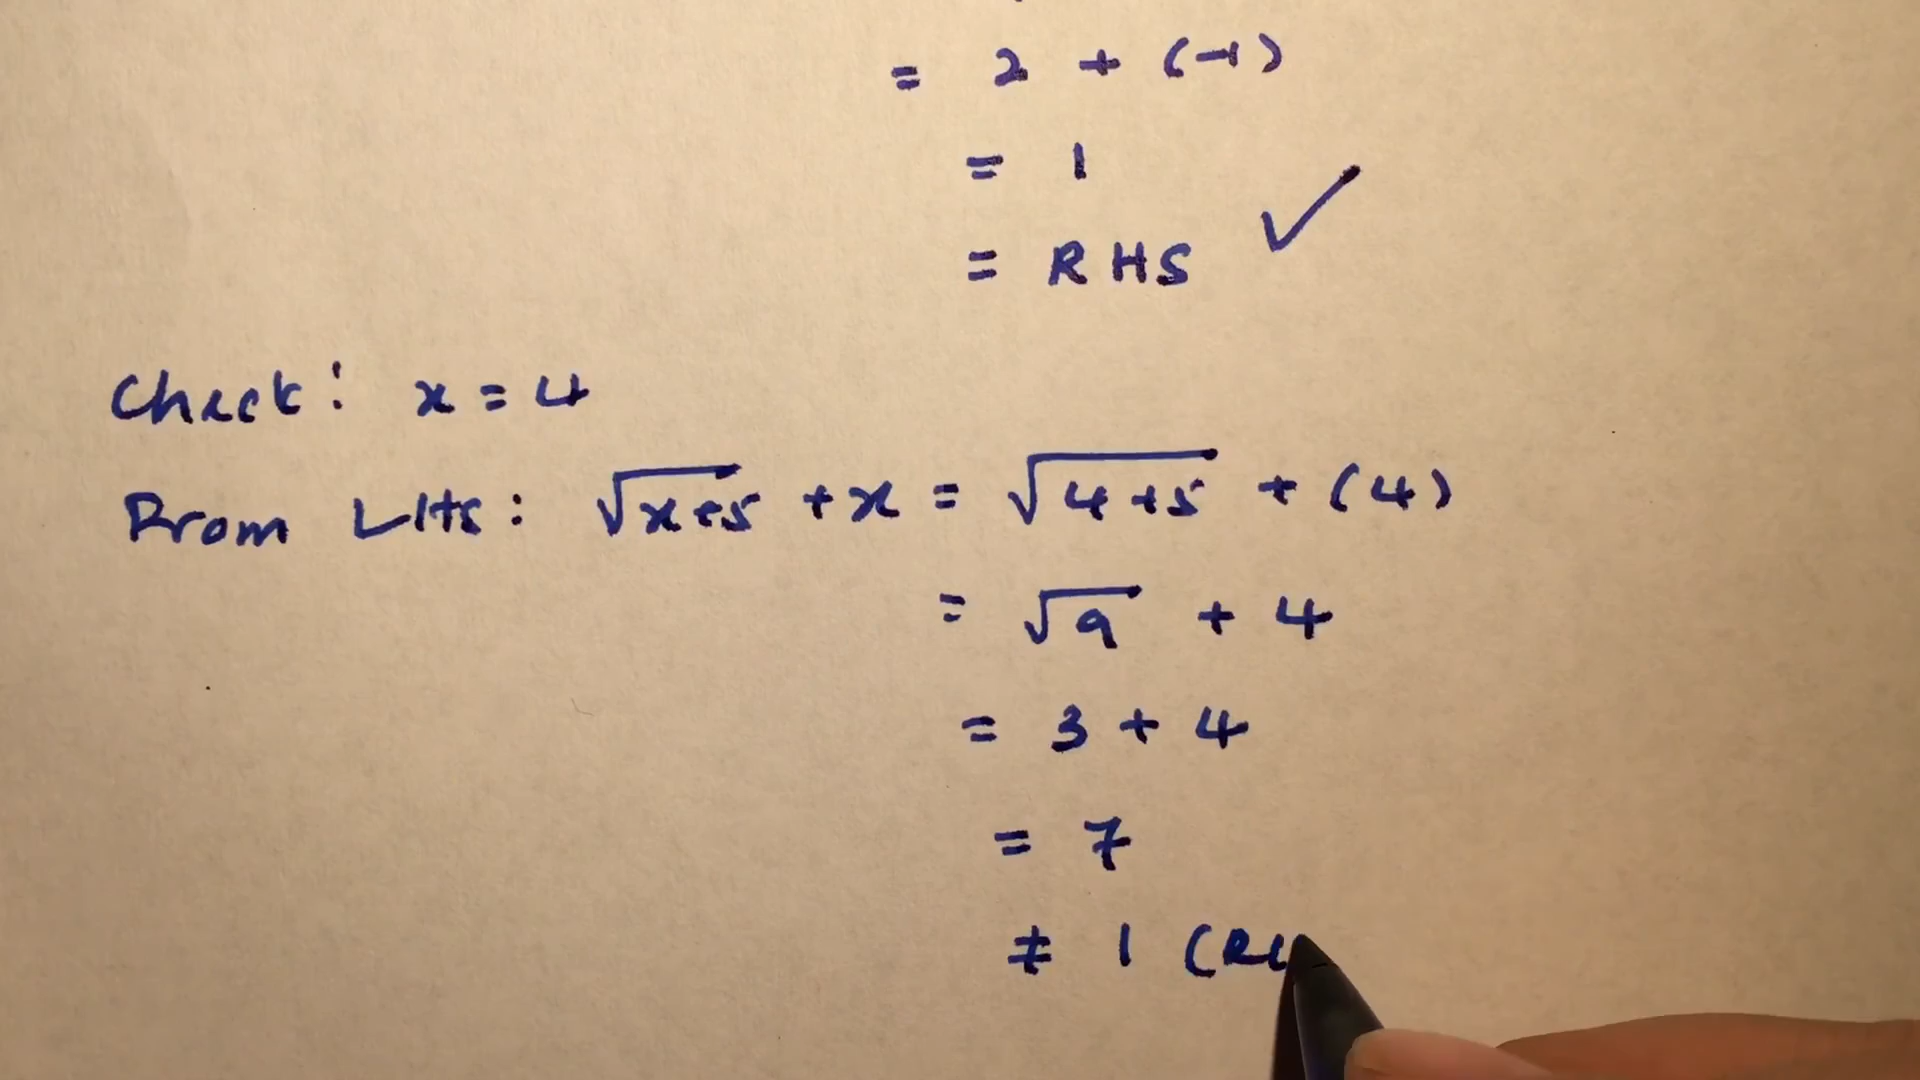 = 2 + (-1)
= 1
= RHS ✓
Check: x = 4
From LHS: √(x+5) + x = √(4+5) + (4)
= √9 + 4
= 3 + 4
= 7
≠ 1 (R